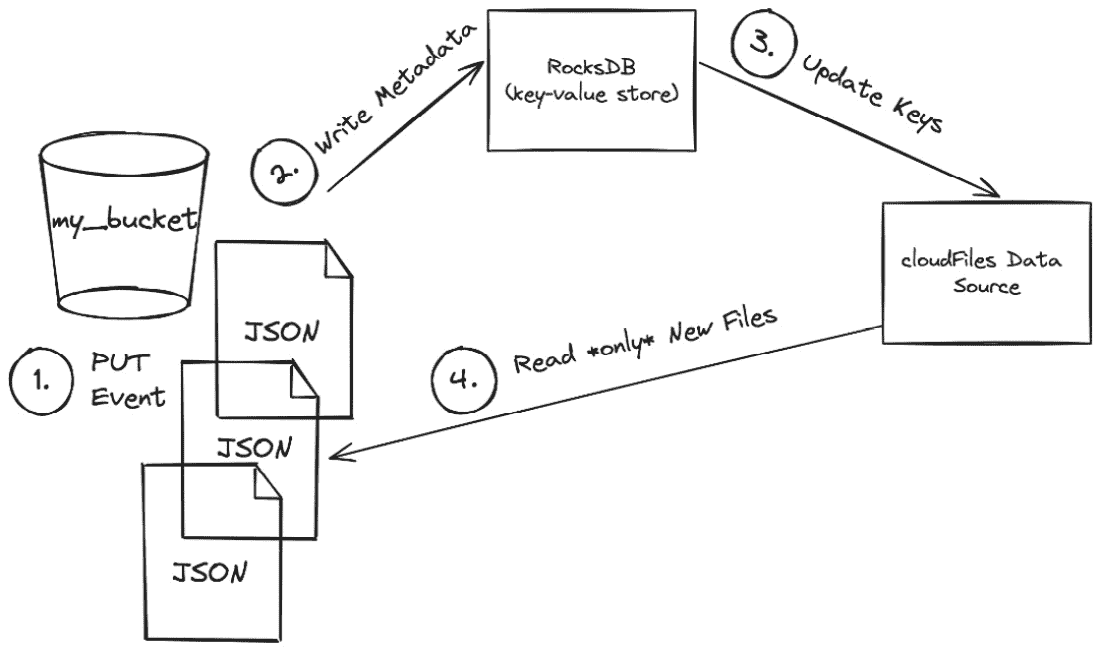 my_bucket
1.
PUT
Event
JSON
JSON
JSON
2.
Write Metadata
RocksDB
(key-value store)
3.
Update Keys
cloudFiles Data
Source
4.
Read *only* New Files